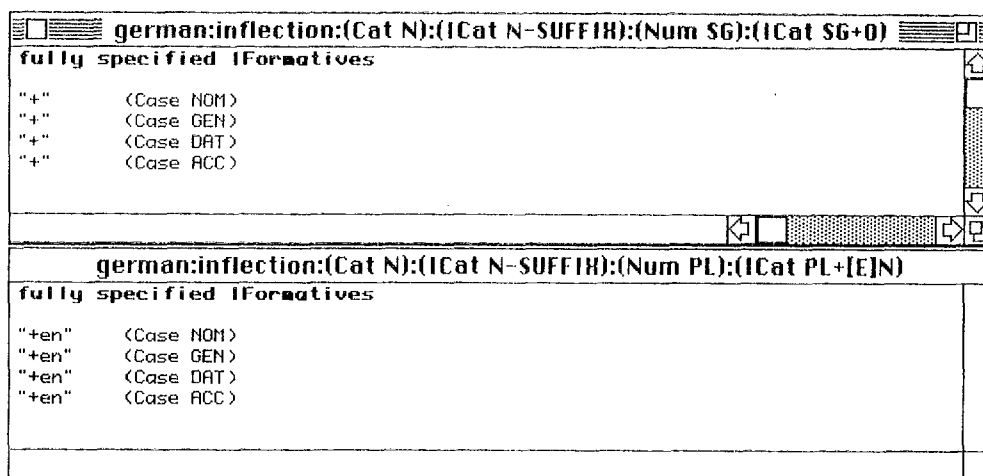 german:inflection:(Cat N):(ICat N-SUFFIX):(Num SG):(ICat SG+0)
fully specified IFormatives
"+" (Case NOM)
"+" (Case GEN)
"+" (Case DAT)
"+" (Case ACC)
german:inflection:(Cat N):(ICat N-SUFFIX):(Num PL):(ICat PL+[E]N)
fully specified IFormatives
"+en" (Case NOM)
"+en" (Case GEN)
"+en" (Case DAT)
"+en" (Case ACC)